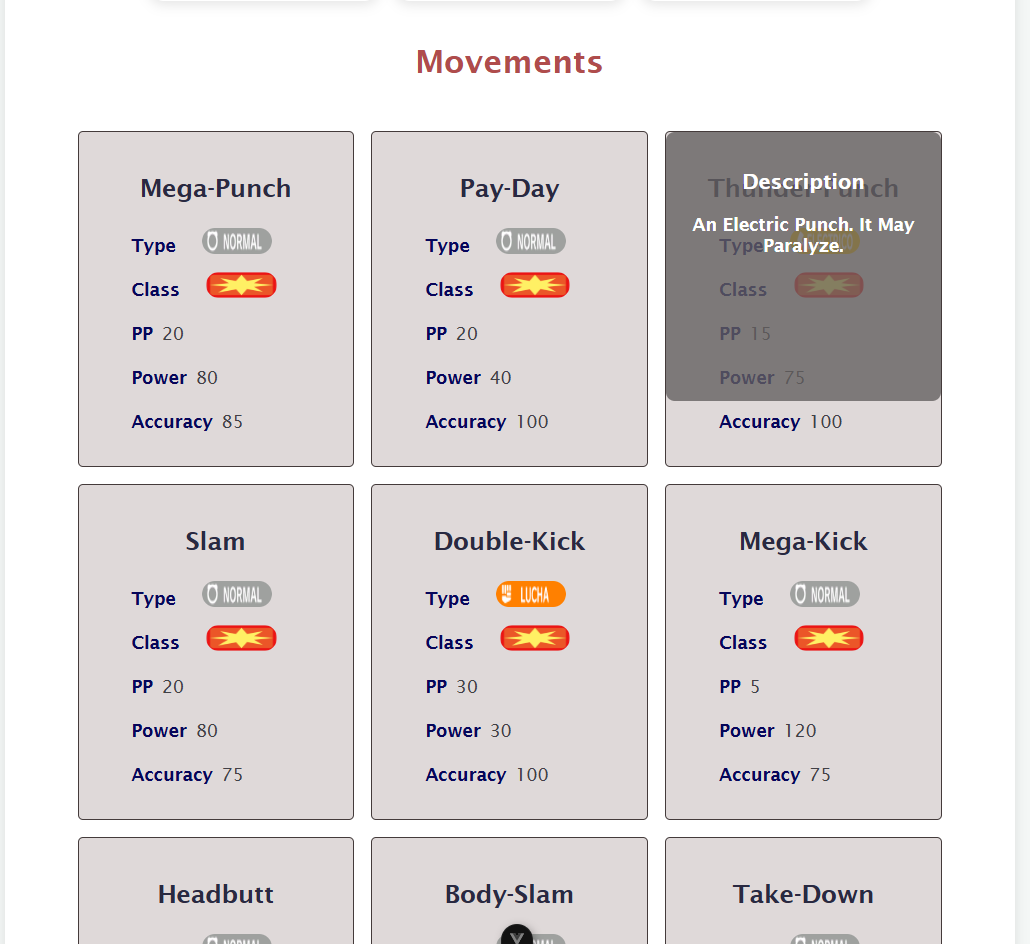 Movements
Mega-Punch
Type NORMAL
Class
PP 20
Power 80
Accuracy 85
Pay-Day
Type NORMAL
Class
PP 20
Power 40
Accuracy 100
Thunder-Punch
Description
An Electric Punch. It May
Paralyze.
Type
Class
PP 15
Power 75
Accuracy 100
Slam
Type NORMAL
Class
PP 20
Power 80
Accuracy 75
Double-Kick
Type LUCHA
Class
PP 30
Power 30
Accuracy 100
Mega-Kick
Type NORMAL
Class
PP 5
Power 120
Accuracy 75
Headbutt
Body-Slam
Take-Down